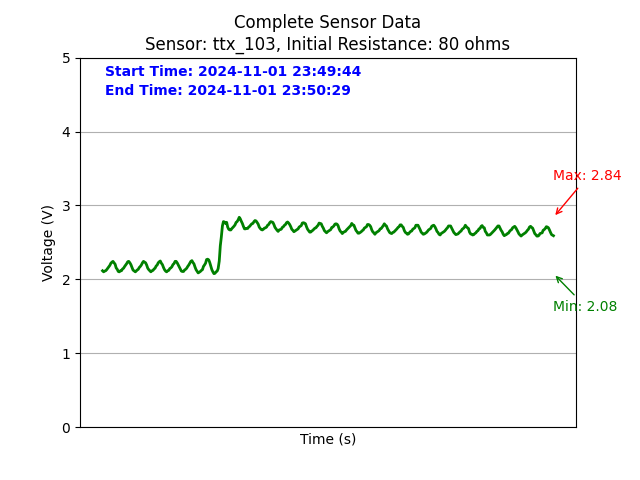 Complete Sensor Data
Sensor: ttx_103, Initial Resistance: 80 ohms
Start Time: 2024-11-01 23:49:44
End Time: 2024-11-01 23:50:29
5
4
3
2
1
0
Voltage (V)
Max: 2.84
Min: 2.08
Time (s)